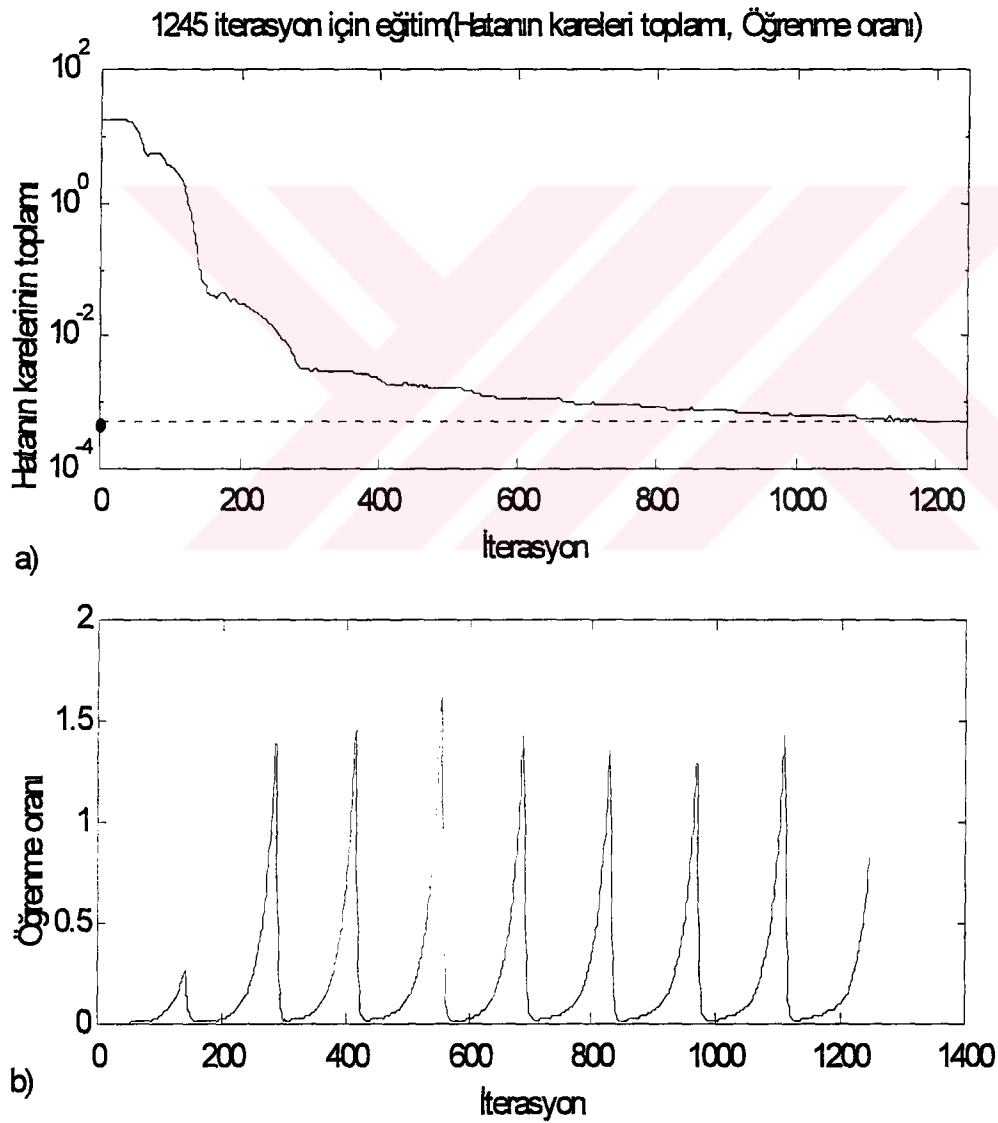 1245 iterasyon için eğitim(Hatanın kareleri toplamı, Öğrenme oranı)
10^2
10^0
10^-2
10^-4
Hatanın karelerinin toplamı
0 200 400 600 800 1000 1200
İterasyon
a)
2
1.5
1
0.5
0
Öğrenme oranı
0 200 400 600 800 1000 1200 1400
İterasyon
b)